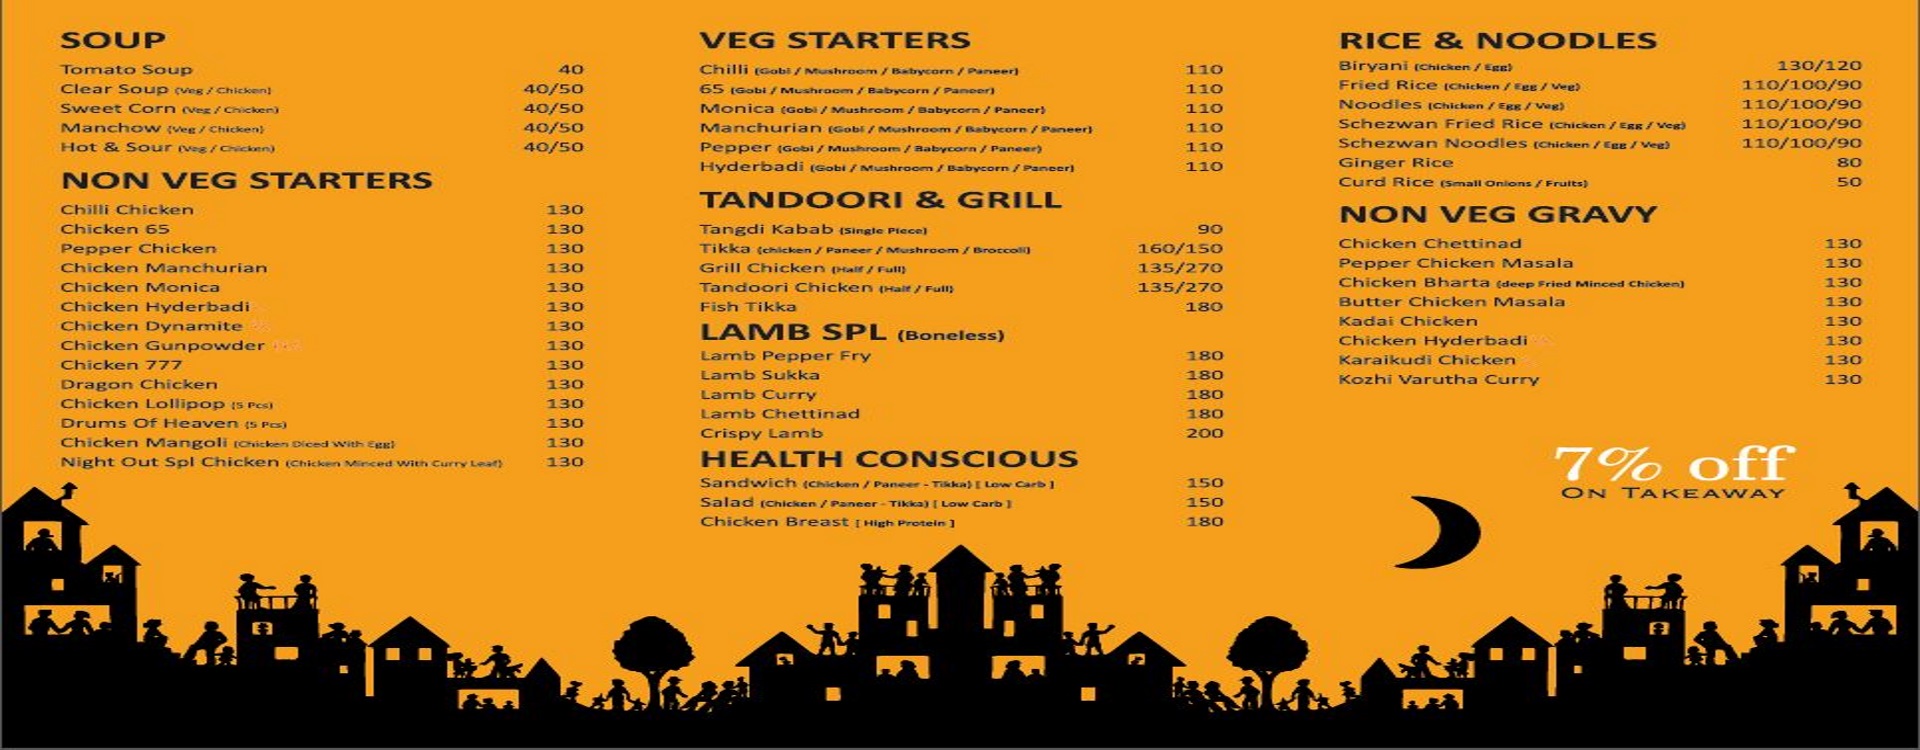 SOUP
Tomato Soup 40
Clear Soup (Veg / Chicken) 40/50
Sweet Corn (Veg / Chicken) 40/50
Manchow (Veg / Chicken) 40/50
Hot & Sour (Veg / Chicken) 40/50
NON VEG STARTERS
Chilli Chicken 130
Chicken 65 130
Pepper Chicken 130
Chicken Manchurian 130
Chicken Monica 130
Chicken Hyderbadi 130
Chicken Dynamite 130
Chicken Gunpowder 130
Chicken 777 130
Dragon Chicken 130
Chicken Lollipop (5 Pcs) 130
Drums Of Heaven (5 Pcs) 130
Chicken Mangoli (Chicken Diced With Egg) 130
Night Out Spl Chicken (Chicken Minced With Curry Leaf) 130
VEG STARTERS
Chilli (Gobi / Mushroom / Babycorn / Paneer) 110
65 (Gobi / Mushroom / Babycorn / Paneer) 110
Monica (Gobi / Mushroom / Babycorn / Paneer) 110
Manchurian (Gobi / Mushroom / Babycorn / Paneer) 110
Pepper (Gobi / Mushroom / Babycorn / Paneer) 110
Hyderbadi (Gobi / Mushroom / Babycorn / Paneer) 110
TANDOORI & GRILL
Tangdi Kabab (Single Piece) 90
Tikka (chicken / Paneer / Mushroom / Broccoli) 160/150
Grill Chicken (Half / Full) 135/270
Tandoori Chicken (Half / Full) 135/270
Fish Tikka 180
LAMB SPL (Boneless)
Lamb Pepper Fry 180
Lamb Sukka 180
Lamb Curry 180
Lamb Chettinad 180
Crispy Lamb 200
HEALTH CONSCIOUS
Sandwich (Chicken / Paneer - Tikka) [ Low Carb ] 150
Salad (Chicken / Paneer - Tikka) [ Low Carb ] 150
Chicken Breast [ High Protein ] 180
RICE & NOODLES
Biryani (Chicken / Egg) 130/120
Fried Rice (Chicken / Egg / Veg) 110/100/90
Noodles (Chicken / Egg / Veg) 110/100/90
Schezwan Fried Rice (Chicken / Egg / Veg) 110/100/90
Schezwan Noodles (Chicken / Egg / Veg) 110/100/90
Ginger Rice 80
Curd Rice (Small Onions / Fruits) 50
NON VEG GRAVY
Chicken Chettinad 130
Pepper Chicken Masala 130
Chicken Bharta (deep Fried Minced Chicken) 130
Butter Chicken Masala 130
Kadai Chicken 130
Chicken Hyderbadi 130
Karaikudi Chicken 130
Kozhi Varutha Curry 130
7% off
On Takeaway